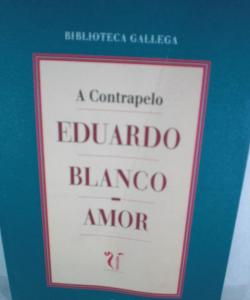 BIBLIOTECA GALLEGA
A Contrapelo
EDUARDO
BLANCO-
AMOR